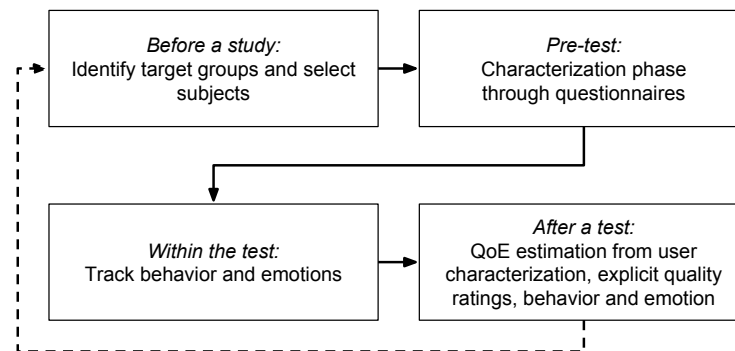 Before a study:
Identify target groups and select
subjects
Pre-test:
Characterization phase
through questionnaires
Within the test:
Track behavior and emotions
After a test:
QoE estimation from user
characterization, explicit quality
ratings, behavior and emotion